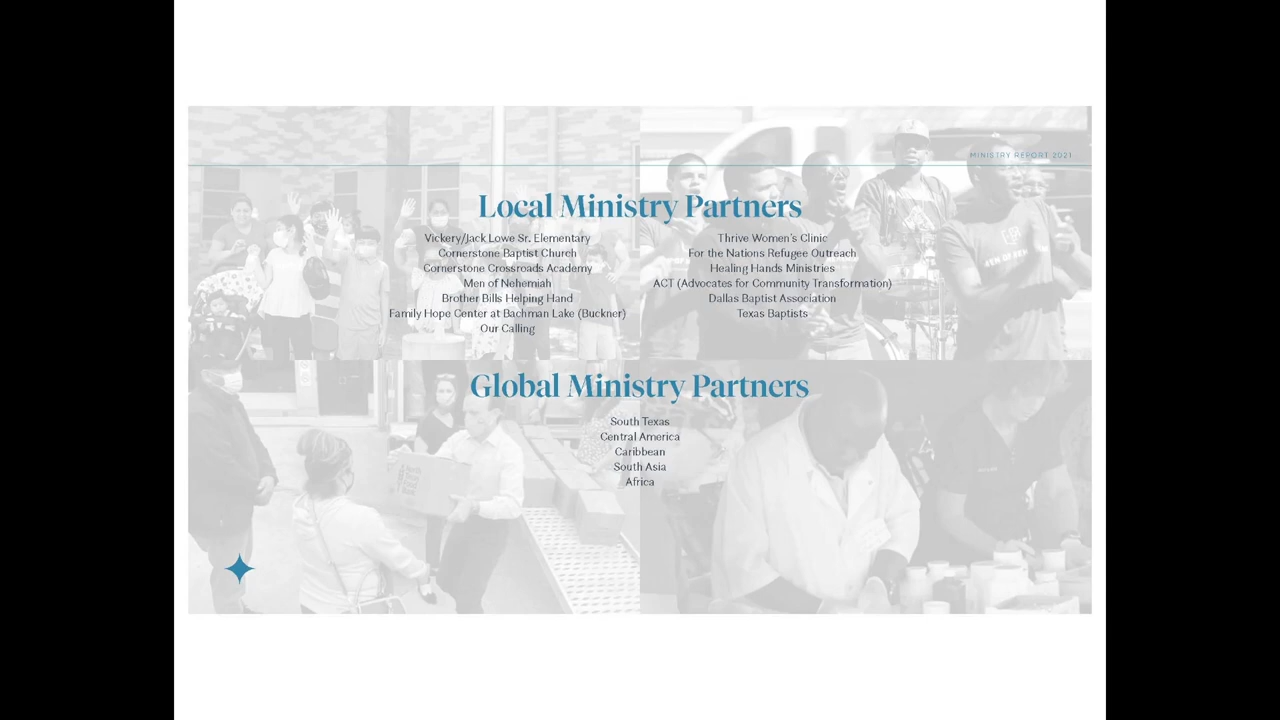 MINISTRY REPORT 2021
Local Ministry Partners
Vickery/Jack Lowe Sr. Elementary
Cornerstone Baptist Church
Cornerstone Crossroads Academy
Men of Nehemiah
Brother Bills Helping Hand
Family Hope Center at Bachman Lake (Buckner)
Our Calling
Thrive Women's Clinic
For the Nations Refugee Outreach
Healing Hands Ministries
ACT (Advocates for Community Transformation)
Dallas Baptist Association
Texas Baptists
Global Ministry Partners
South Texas
Central America
Caribbean
South Asia
Africa